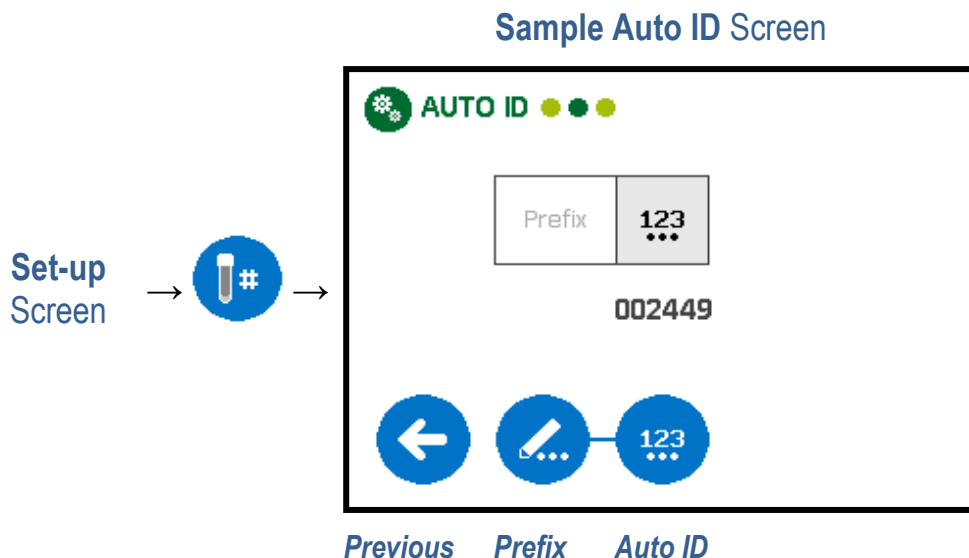 Sample Auto ID Screen
AUTO ID
Prefix 123
Set-up
Screen
→ # →
002449
123
Previous Prefix Auto ID